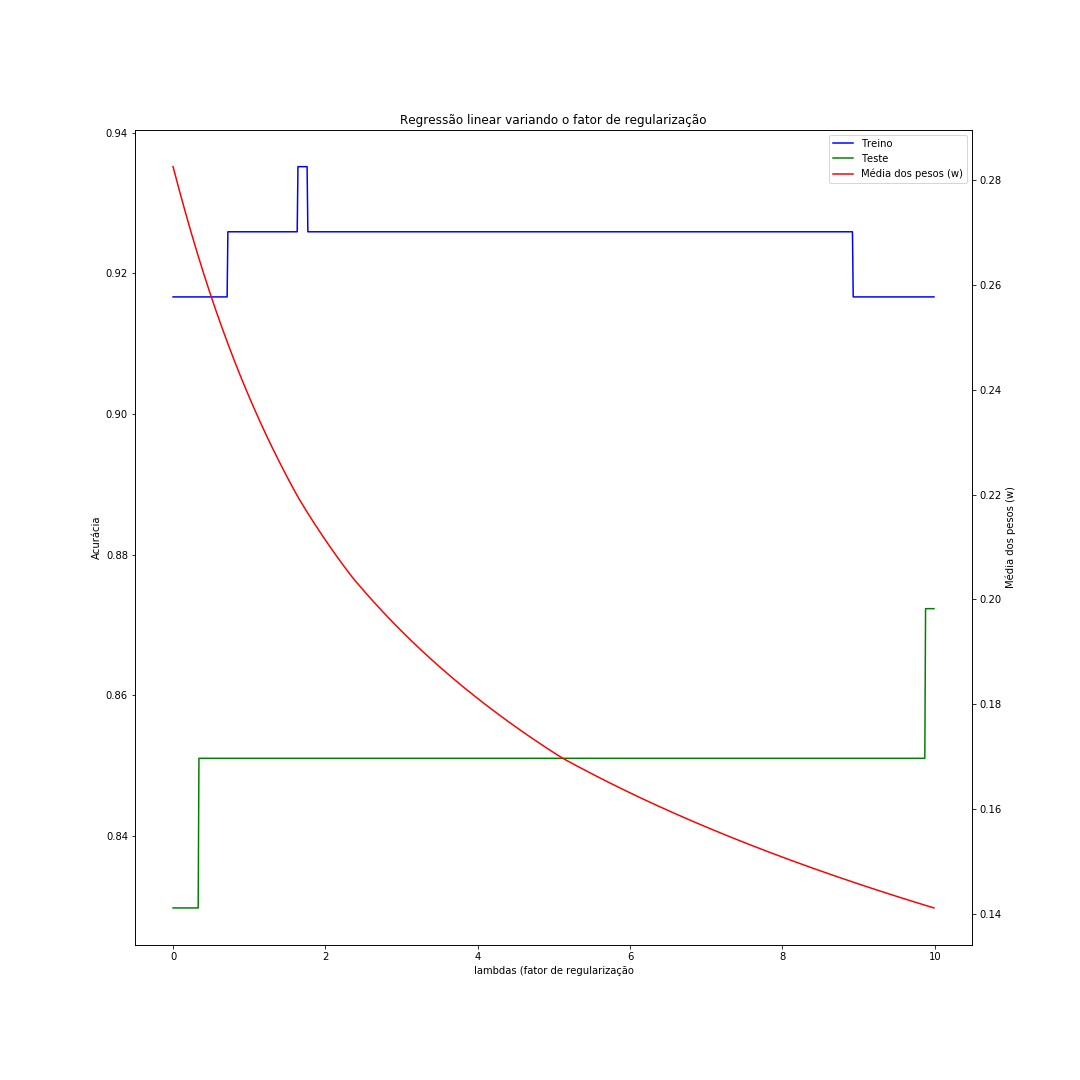 Regressão linear variando o fator de regularização
Treino
Teste
Média dos pesos (w)
0.94
0.92
0.90
0.88
0.86
0.84
Acurácia
0.28
0.26
0.24
0.22
0.20
0.18
0.16
0.14
Média dos pesos (w)
0
2
4
6
8
10
lambdas (fator de regularização